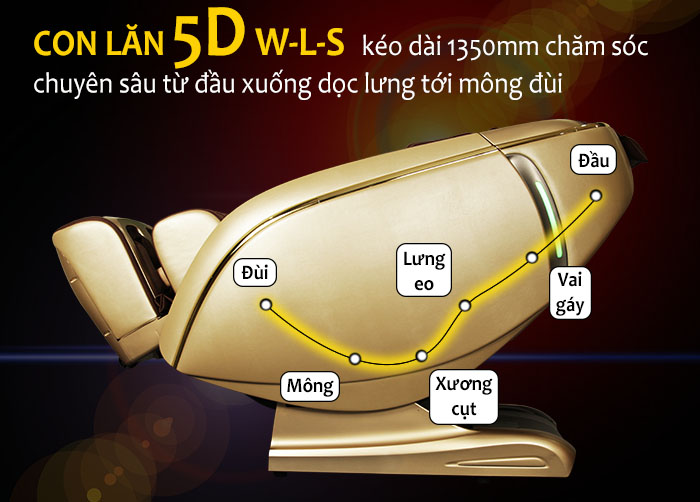 CON LĂN 5D W-L-S kéo dài 1350mm chăm sóc
chuyên sâu từ đầu xuống dọc lưng tới mông đùi
Đầu
Lưng
eo
Đùi
Vai
gáy
Mông
Xương
cụt